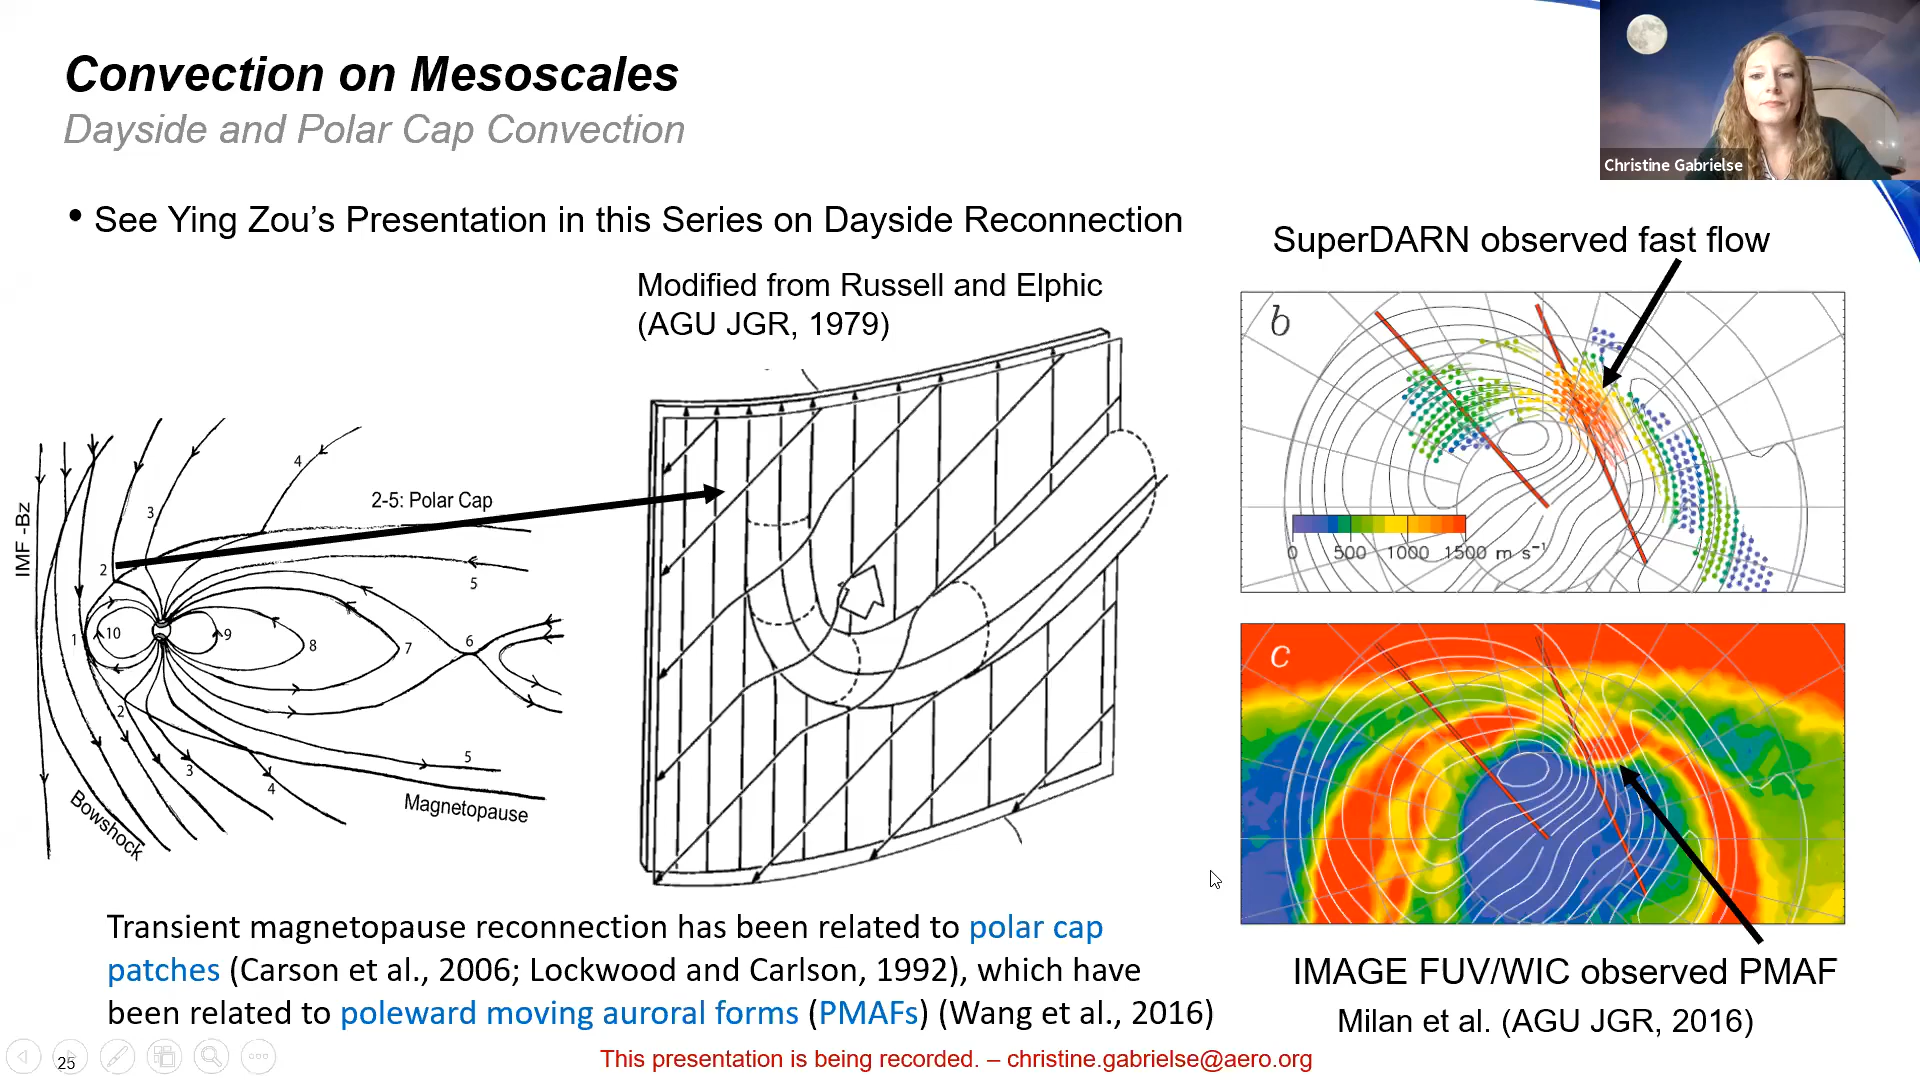 Convection on Mesoscales
Dayside and Polar Cap Convection
Christine Gabrielse
• See Ying Zou's Presentation in this Series on Dayside Reconnection
Modified from Russell and Elphic
(AGU JGR, 1979)
SuperDARN observed fast flow
IMF -Bz
4
3
2-5: Polar Cap
2
5
1
10
9
8
7
6
2
3
4
5
Bowshock
Magnetopause
b
0 500 1000 1500 m s⁻¹
c
IMAGE FUV/WIC observed PMAF
Milan et al. (AGU JGR, 2016)
Transient magnetopause reconnection has been related to polar cap
patches (Carson et al., 2006; Lockwood and Carlson, 1992), which have
been related to poleward moving auroral forms (PMAFs) (Wang et al., 2016)
25
This presentation is being recorded. – christine.gabrielse@aero.org